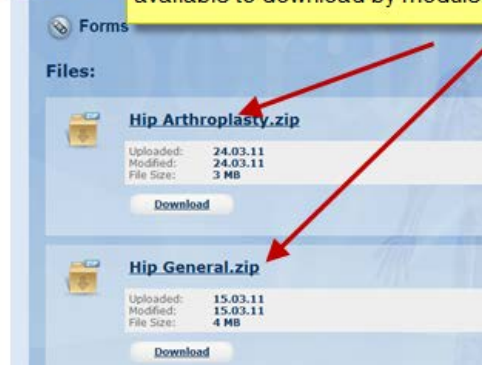 available to download by module
Forms
Files:
Hip Arthroplasty.zip
Uploaded: 24.03.11
Modified: 24.03.11
File Size: 3 MB
Download
Hip General.zip
Uploaded: 15.03.11
Modified: 15.03.11
File Size: 4 MB
Download